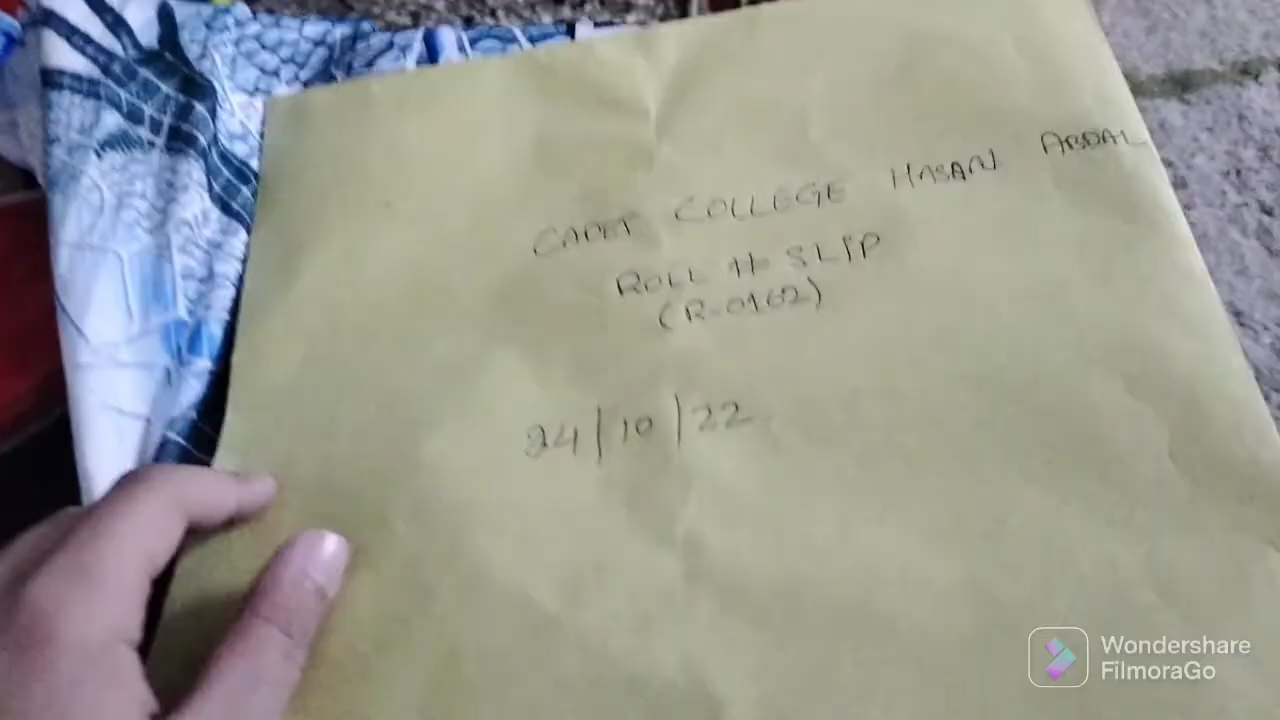 CADET COLLEGE HASAN ABDAL
ROLL # SLIP
(R-0162)
24/10/22
Wondershare
FilmoraGo